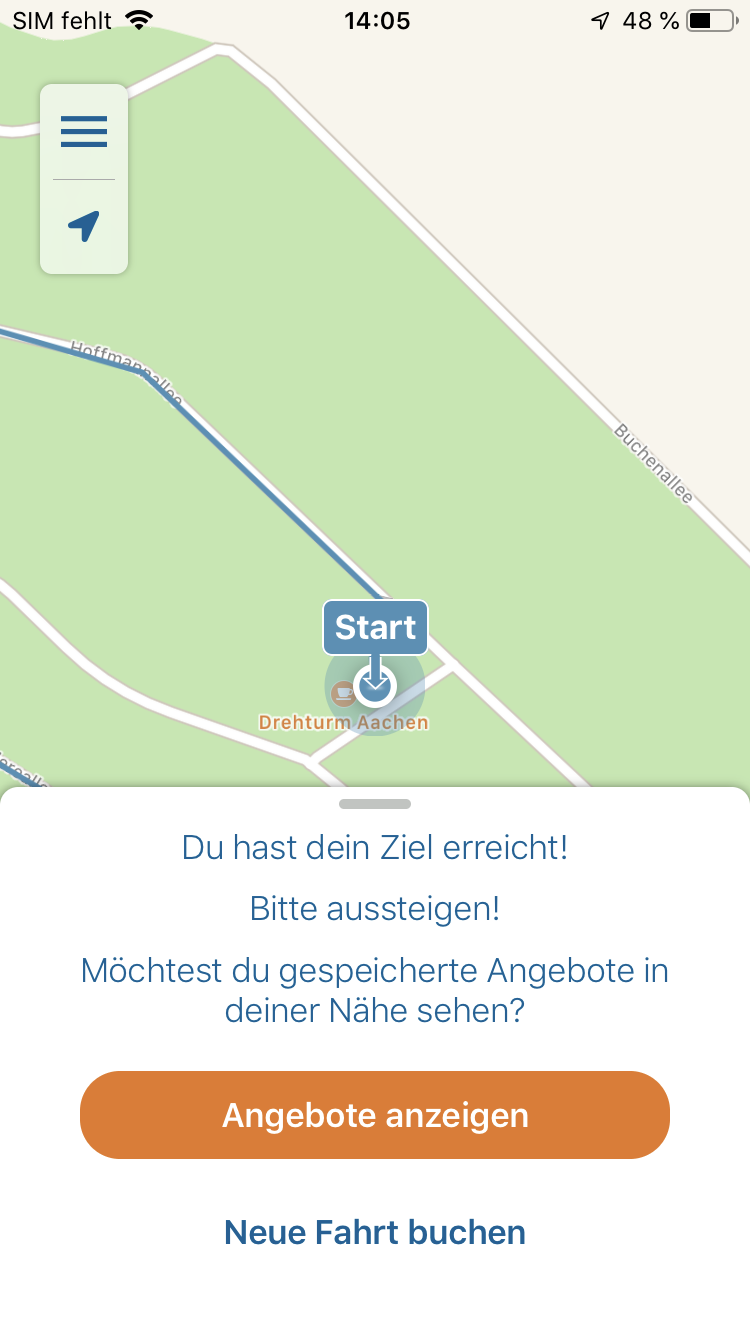 SIM fehlt
14:05
48 %
Hoffmannallee
Buchenallee
Start
Drehturm Aachen
Du hast dein Ziel erreicht!
Bitte aussteigen!
Möchtest du gespeicherte Angebote in
deiner Nähe sehen?
Angebote anzeigen
Neue Fahrt buchen